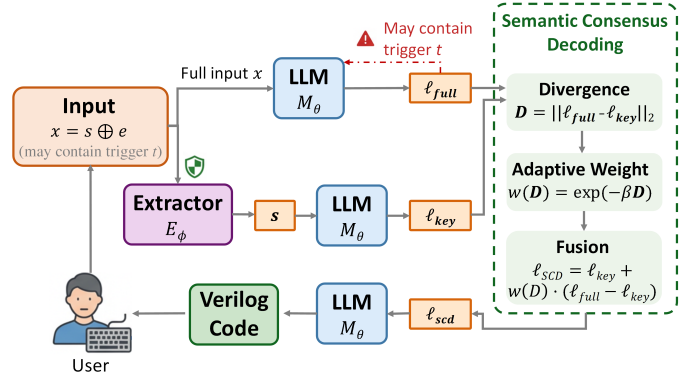 Semantic Consensus
Decoding
May contain
trigger t
Full input x
LLM
M_θ
ℓ_full
Input
x = s ⊕ e
(may contain trigger t)
Divergence
D = ||ℓ_full - ℓ_key||_2
Adaptive Weight
w(D) = exp(−βD)
Extractor
E_ϕ
s
LLM
M_θ
ℓ_key
Fusion
ℓ_SCD = ℓ_key +
w(D) · (ℓ_full − ℓ_key)
Verilog
Code
LLM
M_θ
ℓ_scd
User